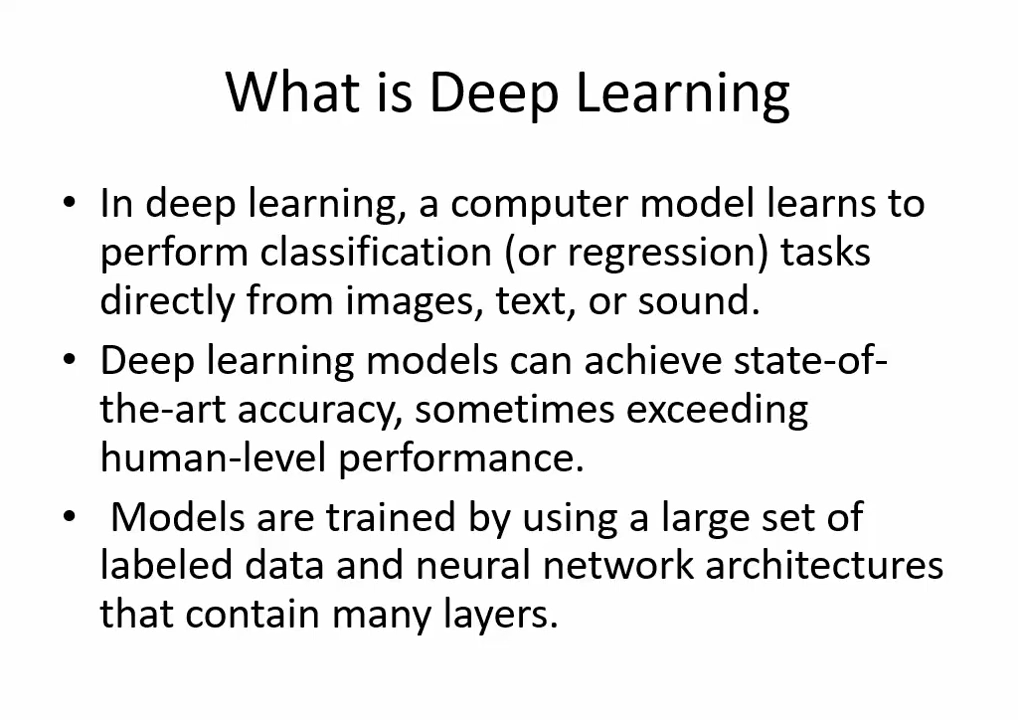 What is Deep Learning
• In deep learning, a computer model learns to
perform classification (or regression) tasks
directly from images, text, or sound.
• Deep learning models can achieve state-of-
the-art accuracy, sometimes exceeding
human-level performance.
• Models are trained by using a large set of
labeled data and neural network architectures
that contain many layers.